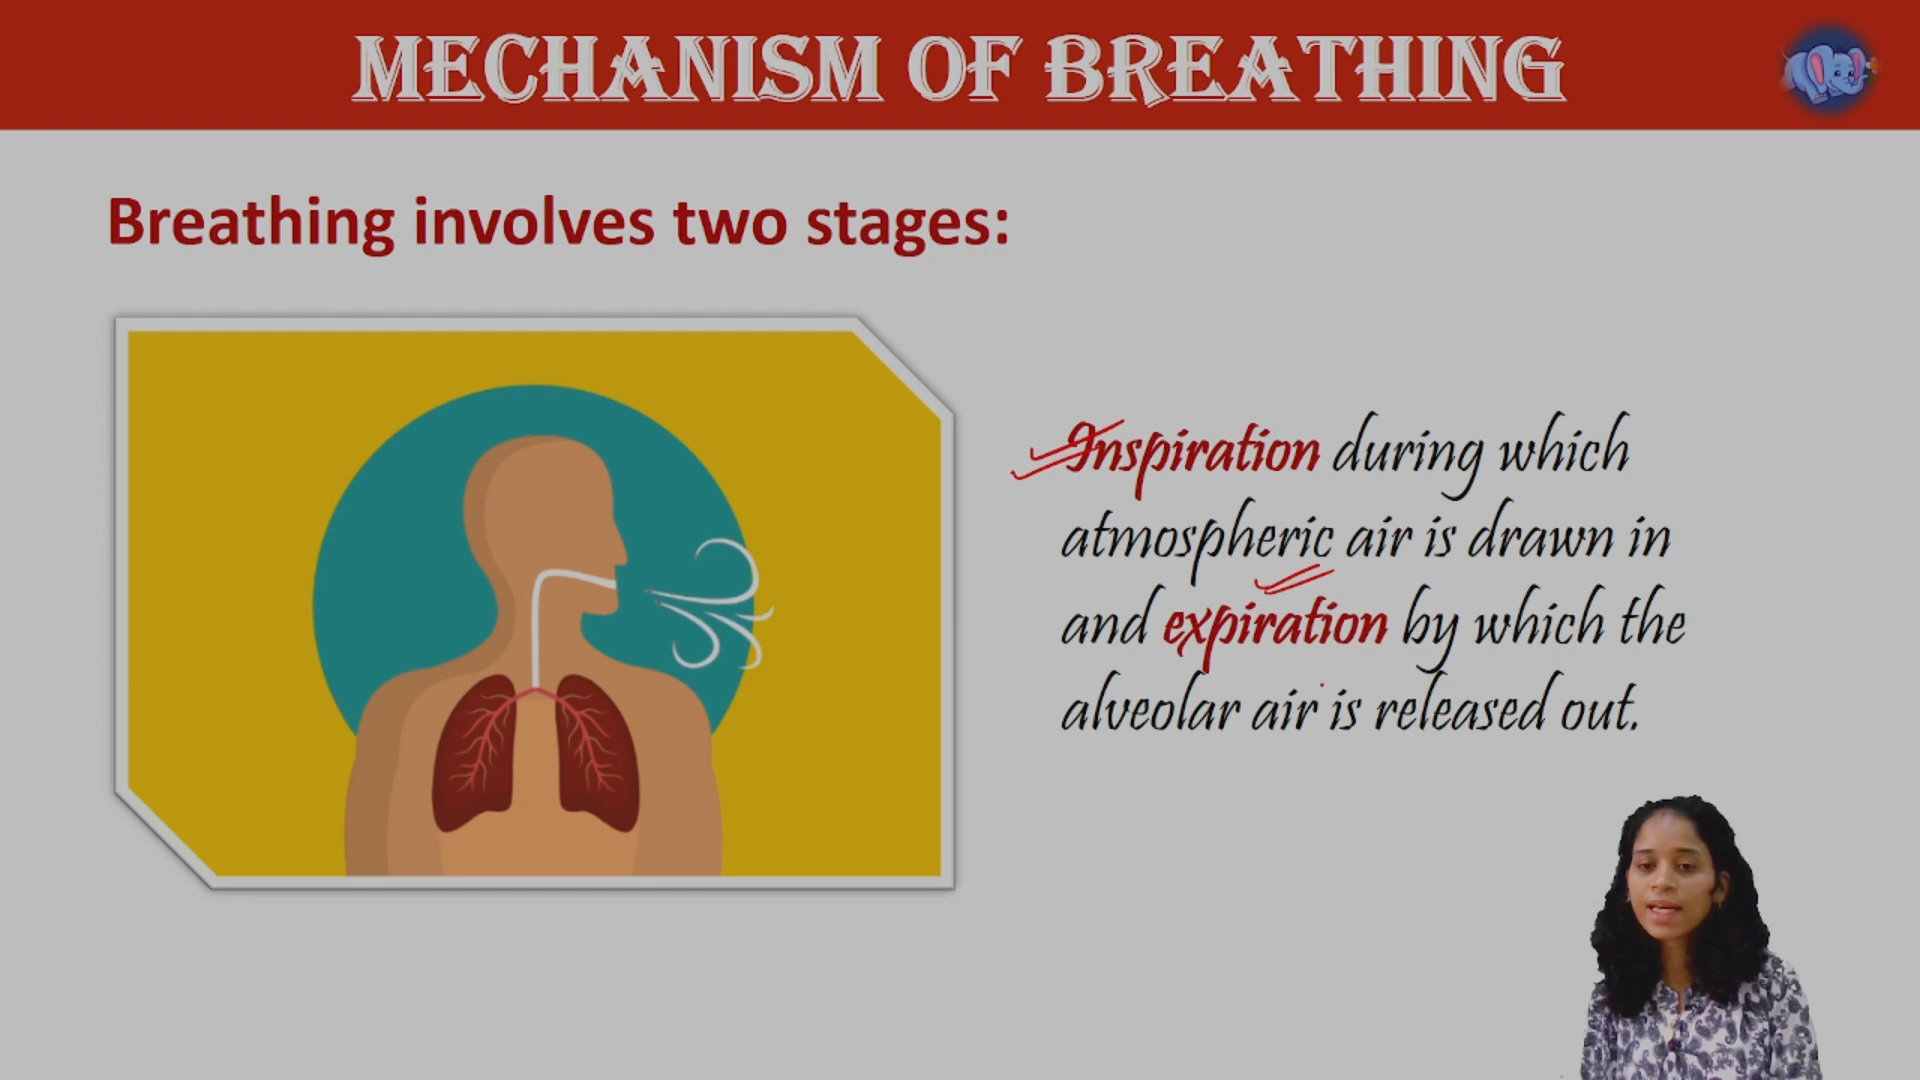 MECHANISM OF BREATHING
Breathing involves two stages:
Inspiration during which
atmospheric air is drawn in
and expiration by which the
alveolar air is released out.